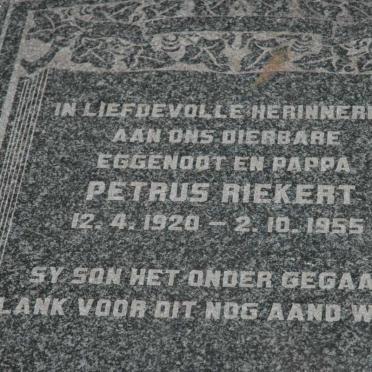 IN LIEFDEVOLLE HERINNER
AAN ONS DIERBARE
EGGENOOT EN PAPPA
PETRUS RIEKERT
12. 4. 1920 — 2. 10. 1955
SY SON HET ONDER GEGAA
LANK VOOR DIT NOG AAND W